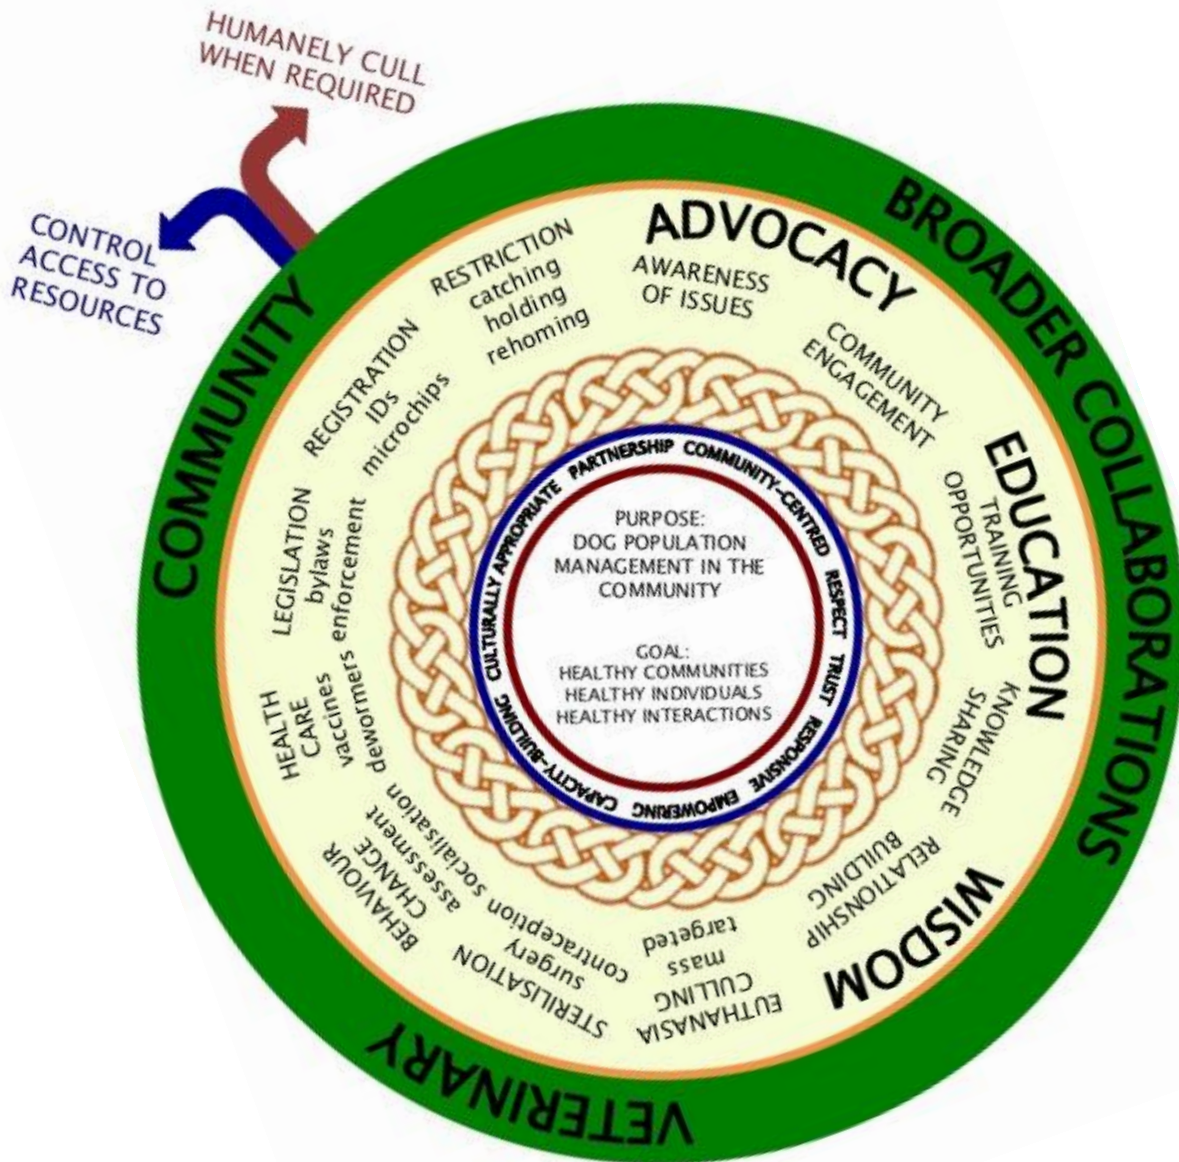 HUMANELY CULL
WHEN REQUIRED
CONTROL
ACCESS TO
RESOURCES
COMMUNITY
BROADER COLLABORATIONS
VETERINARY
ADVOCACY
AWARENESS
OF ISSUES
COMMUNITY
ENGAGEMENT
EDUCATION
TRAINING
OPPORTUNITIES
KNOWLEDGE
SHARING
WISDOM
RELATIONSHIP
BUILDING
EUTHANASIA
CULLING
mass
targeted
STERILISATION
surgery
contraception
BEHAVIOUR
CHANGE
assessment
socialisation
HEALTH
CARE
vaccines
dewormers
LEGISLATION
bylaws
enforcement
REGISTRATION
IDs
microchips
RESTRICTION
catching
holding
rehoming
CULTURALLY APPROPRIATE PARTNERSHIP COMMUNITY-CENTRED RESPECT TRUST RESPONSIVE EMPOWERING CAPACITY-BUILDING
PURPOSE:
DOG POPULATION
MANAGEMENT IN THE
COMMUNITY
GOAL:
HEALTHY COMMUNITIES
HEALTHY INDIVIDUALS
HEALTHY INTERACTIONS